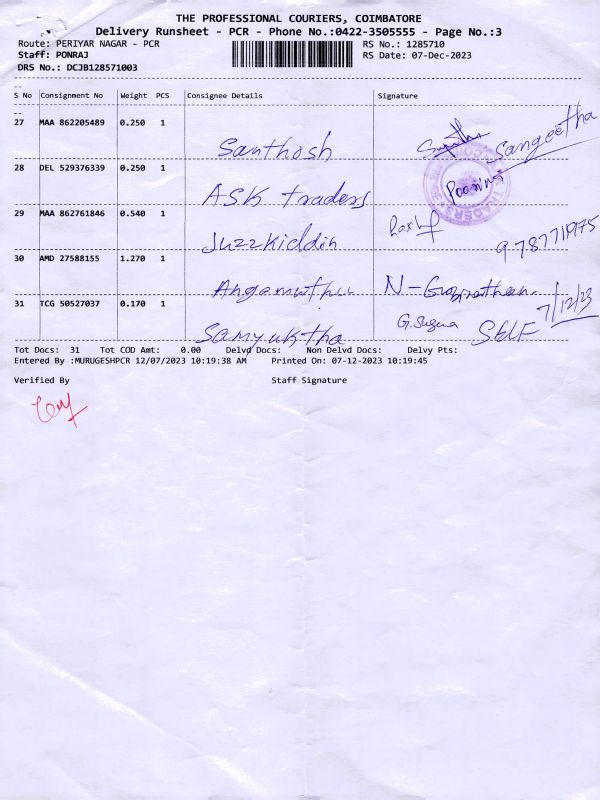 THE PROFESSIONAL COURIERS, COIMBATORE
Delivery Runsheet - PCR - Phone No.:0422-3505555 - Page No.:3
Route: PERIYAR NAGAR - PCR RS No.: 1285710
Staff: PONRAJ RS Date: 07-Dec-2023
DRS No.: DCJB128571003
S No Consignment No Weight PCS Consignee Details Signature
27 MAA 862205489 0.250 1 Santhosh Sangeetha
28 DEL 529376339 0.250 1 ASK traders
29 MAA 862761846 0.540 1 Juzzkiddin
30 AMD 27588155 1.270 1 Angamuthu
31 TCG 50527037 0.170 1 Samyuktha G. Suguna SELF 7/12/23
Tot Docs: 31 Tot COD Amt: 0.00 Delvd Docs: Non Delvd Docs: Delvy Pts:
Entered By :MURUGESHPCR 12/07/2023 10:19:38 AM Printed On: 07-12-2023 10:19:45
Verified By Staff Signature